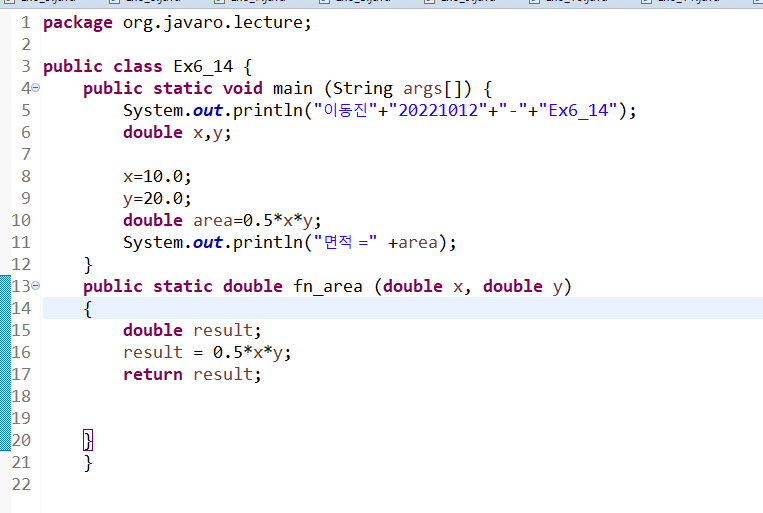 1 package org.javaro.lecture;
2
3 public class Ex6_14 {
4 public static void main (String args[]) {
5 System.out.println("이동진"+"20221012"+"-"+"Ex6_14");
6 double x,y;
7
8 x=10.0;
9 y=20.0;
10 double area=0.5*x*y;
11 System.out.println("면적 =" +area);
12 }
13 public static double fn_area (double x, double y)
14 {
15 double result;
16 result = 0.5*x*y;
17 return result;
18
19
20 }
21 }
22